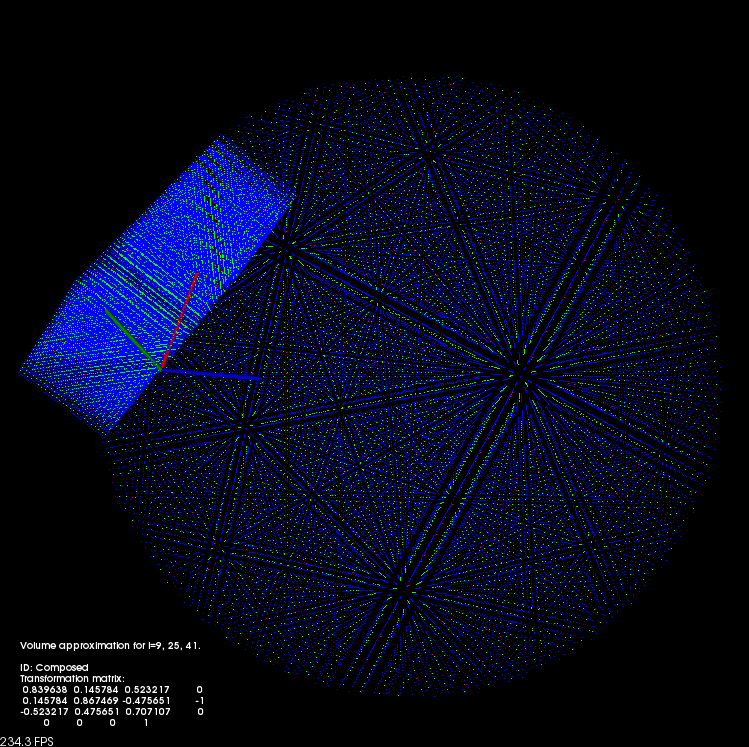 Volume approximation for l=9, 25, 41.
ID: Composed
Transformation matrix:
0.839638 0.145784 0.523217 0
0.145784 0.867469 -0.475651 -1
-0.523217 0.475651 0.707107 0
0 0 0 1
234.3 FPS